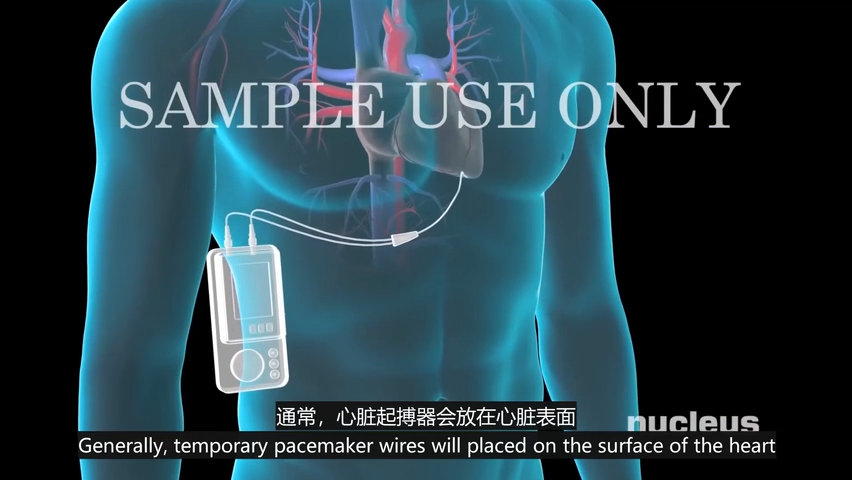 SAMPLE USE ONLY
通常，心脏起搏器会放在心脏表面
nucleus
Generally, temporary pacemaker wires will placed on the surface of the heart